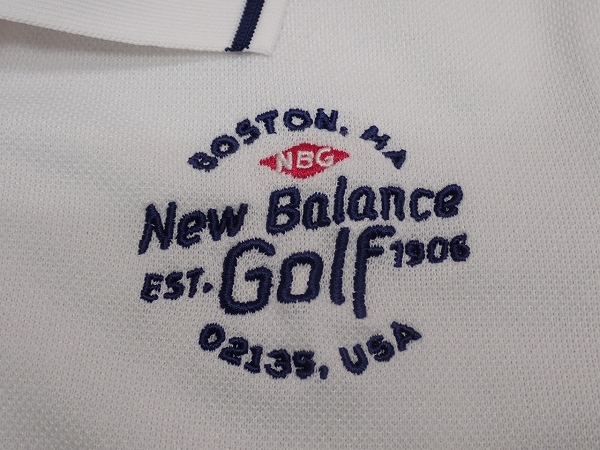 BOSTON, MA
NBG
New Balance
EST. Golf 1906
02135, USA